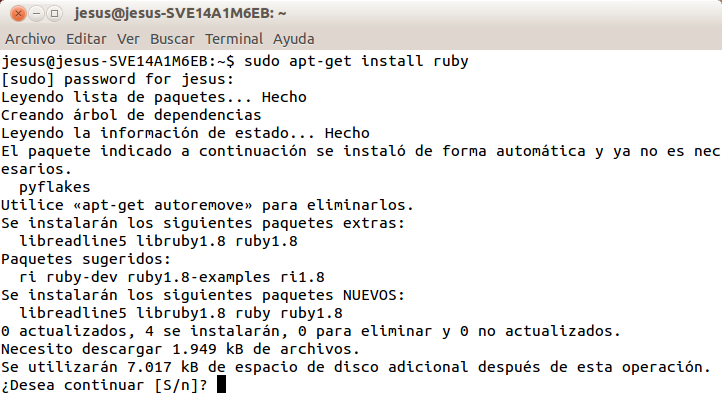 jesus@jesus-SVE14A1M6EB: ~
Archivo Editar Ver Buscar Terminal Ayuda
jesus@jesus-SVE14A1M6EB:~$ sudo apt-get install ruby
[sudo] password for jesus:
Leyendo lista de paquetes... Hecho
Creando árbol de dependencias
Leyendo la información de estado... Hecho
El paquete indicado a continuación se instaló de forma automática y ya no es nec
esarios.
  pyflakes
Utilice «apt-get autoremove» para eliminarlos.
Se instalarán los siguientes paquetes extras:
  libreadline5 libruby1.8 ruby1.8
Paquetes sugeridos:
  ri ruby-dev ruby1.8-examples ri1.8
Se instalarán los siguientes paquetes NUEVOS:
  libreadline5 libruby1.8 ruby ruby1.8
0 actualizados, 4 se instalarán, 0 para eliminar y 0 no actualizados.
Necesito descargar 1.949 kB de archivos.
Se utilizarán 7.017 kB de espacio de disco adicional después de esta operación.
¿Desea continuar [S/n]?